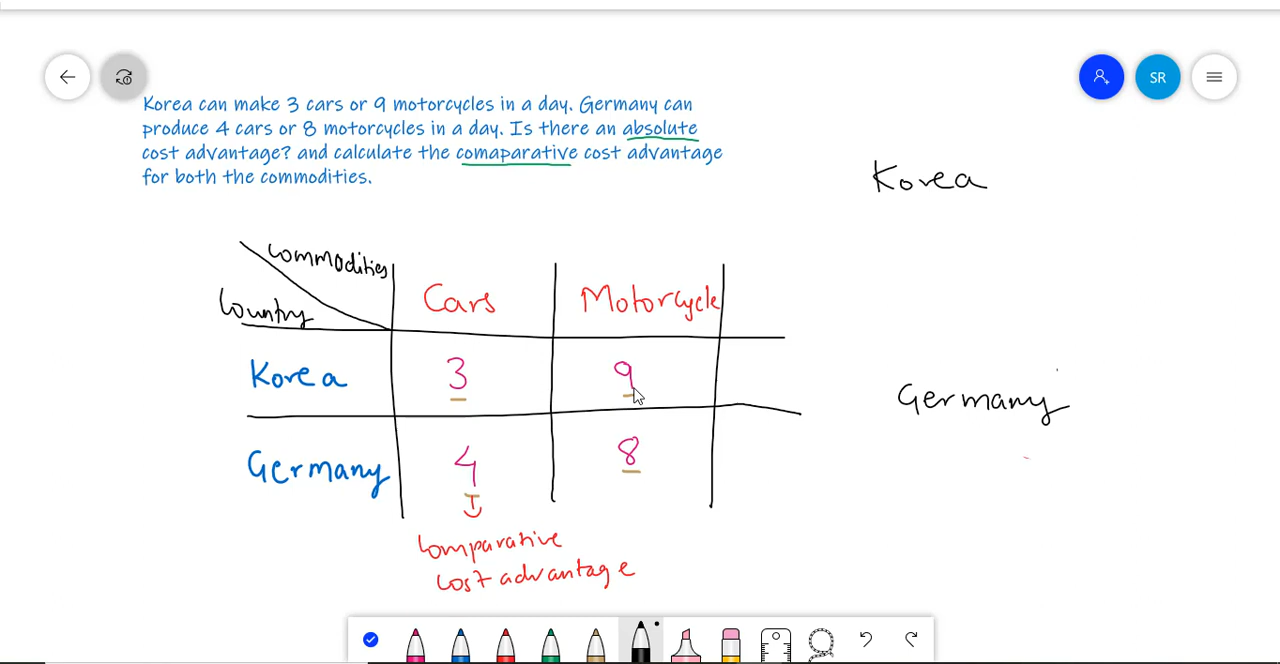 SR
Korea can make 3 cars or 9 motorcycles in a day. Germany can
produce 4 cars or 8 motorcycles in a day. Is there an absolute
cost advantage? and calculate the comaparative cost advantage
for both the commodities.
Korea
Commodities
Country
Cars
Motorcycle
Korea
3
9
Germany
Germany
4
8
Comparative
cost advantage